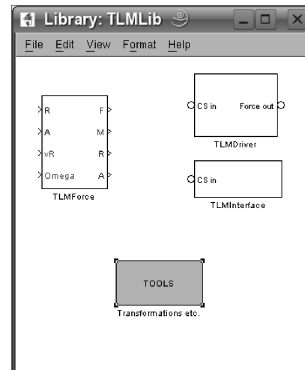 Library: TLMLib
File Edit View Format Help
R F
A M
vR R
Omega A
TLMForce
CS in Force out
TLMDriver
CS in
TLMInterface
TOOLS
Transformations etc.